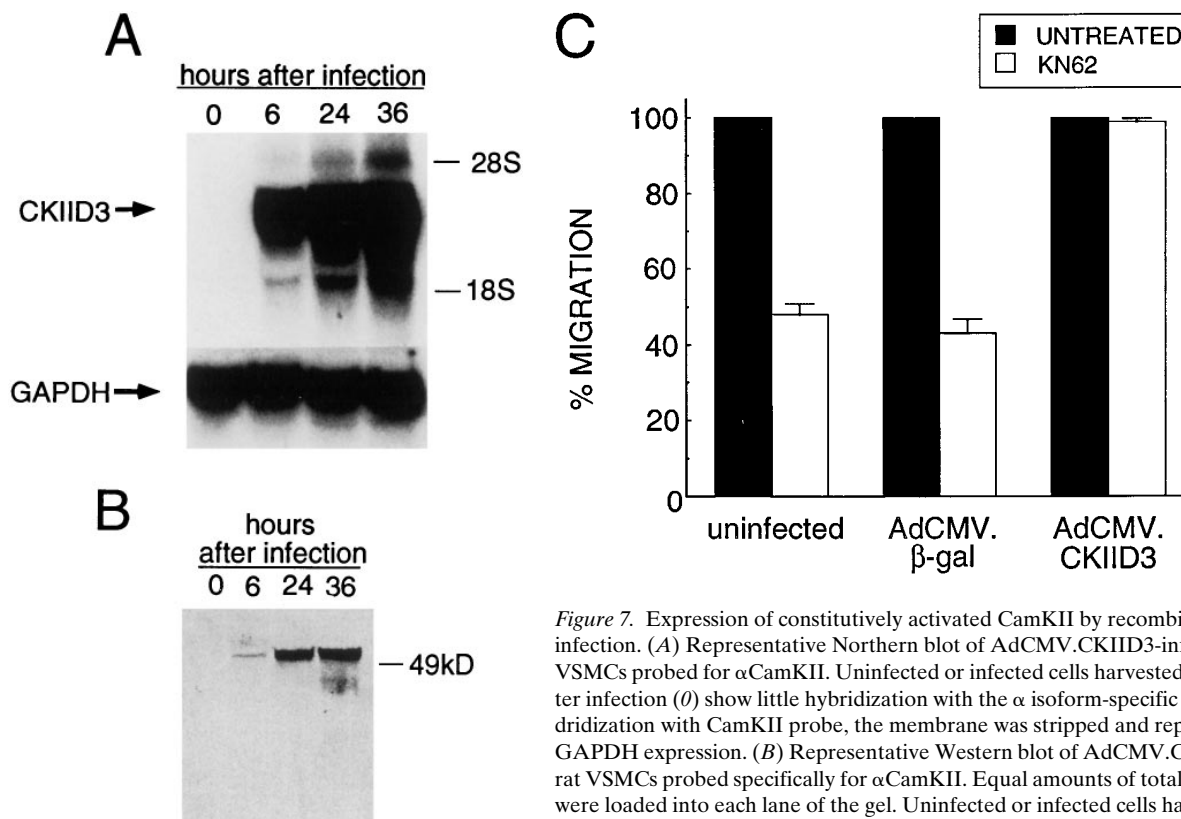 A
hours after infection
0 6 24 36
28S
CKIID3
18S
GAPDH
B
hours
after infection
0 6 24 36
49kD
C
UNTREATED
KN62
% MIGRATION
100
80
60
40
20
0
uninfected
AdCMV.
β-gal
AdCMV.
CKIID3
Figure 7. Expression of constitutively activated CamKII by recombi
infection. (A) Representative Northern blot of AdCMV.CKIID3-in
VSMCs probed for αCamKII. Uninfected or infected cells harvested
ter infection (0) show little hybridization with the α isoform-specific
dridization with CamKII probe, the membrane was stripped and rep
GAPDH expression. (B) Representative Western blot of AdCMV.C
rat VSMCs probed specifically for αCamKII. Equal amounts of total
were loaded into each lane of the gel. Uninfected or infected cells ha